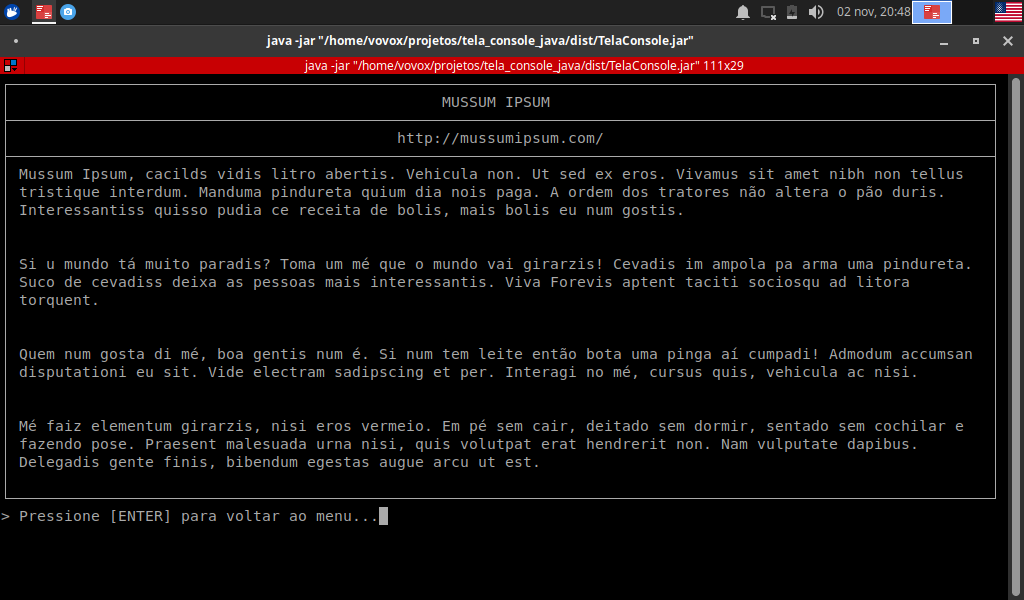 02 nov, 20:48
java -jar "/home/vovox/projetos/tela_console_java/dist/TelaConsole.jar"
java -jar "/home/vovox/projetos/tela_console_java/dist/TelaConsole.jar" 111x29
MUSSUM IPSUM
http://mussumipsum.com/
Mussum Ipsum, cacilds vidis litro abertis. Vehicula non. Ut sed ex eros. Vivamus sit amet nibh non tellus
tristique interdum. Manduma pindureta quium dia nois paga. A ordem dos tratores não altera o pão duris.
Interessantiss quisso pudia ce receita de bolis, mais bolis eu num gostis.
Si u mundo tá muito paradis? Toma um mé que o mundo vai girarzis! Cevadis im ampola pa arma uma pindureta.
Suco de cevadiss deixa as pessoas mais interessantis. Viva Forevis aptent taciti sociosqu ad litora
torquent.
Quem num gosta di mé, boa gentis num é. Si num tem leite então bota uma pinga aí cumpadi! Admodum accumsan
disputationi eu sit. Vide electram sadipscing et per. Interagi no mé, cursus quis, vehicula ac nisi.
Mé faiz elementum girarzis, nisi eros vermeio. Em pé sem cair, deitado sem dormir, sentado sem cochilar e
fazendo pose. Praesent malesuada urna nisi, quis volutpat erat hendrerit non. Nam vulputate dapibus.
Delegadis gente finis, bibendum egestas augue arcu ut est.
> Pressione [ENTER] para voltar ao menu...